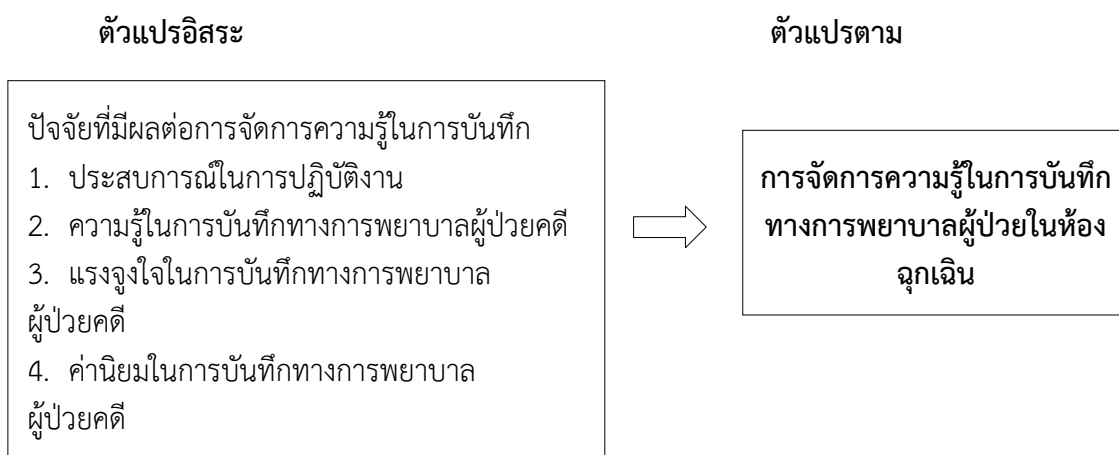 ตัวแปรอิสระ
ตัวแปรตาม
ปัจจัยที่มีผลต่อการจัดการความรู้ในการบันทึก
1. ประสบการณ์ในการปฏิบัติงาน
2. ความรู้ในการบันทึกทางการพยาบาลผู้ป่วยคดี
3. แรงจูงใจในการบันทึกทางการพยาบาล
ผู้ป่วยคดี
4. ค่านิยมในการบันทึกทางการพยาบาล
ผู้ป่วยคดี
การจัดการความรู้ในการบันทึก
ทางการพยาบาลผู้ป่วยในห้อง
ฉุกเฉิน